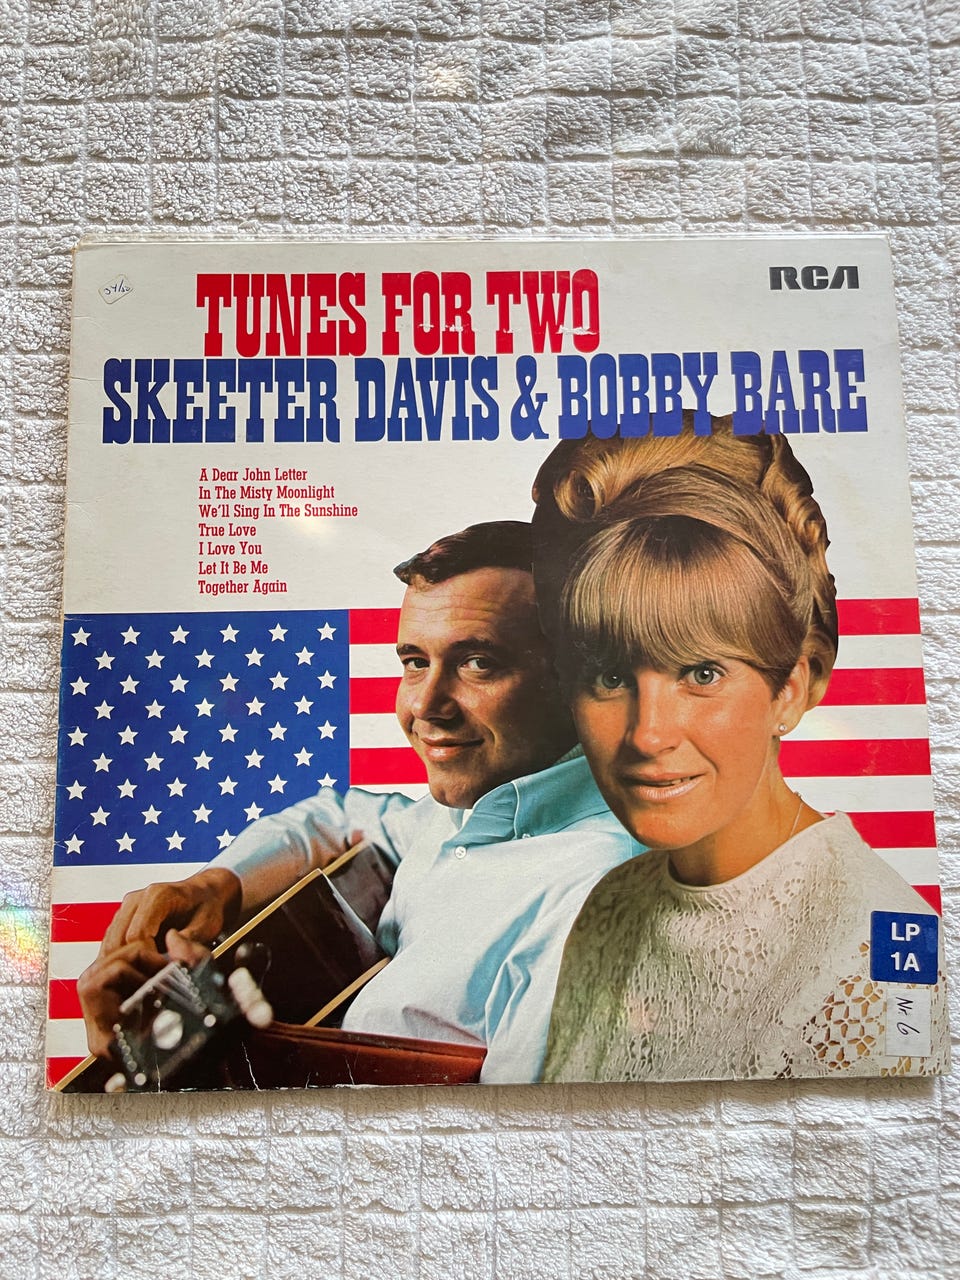 TUNES FOR TWO
RCA
SKEETER DAVIS & BOBBY BARE
A Dear John Letter
In The Misty Moonlight
We'll Sing In The Sunshine
True Love
I Love You
Let It Be Me
Together Again
LP
1A
Nr. 6